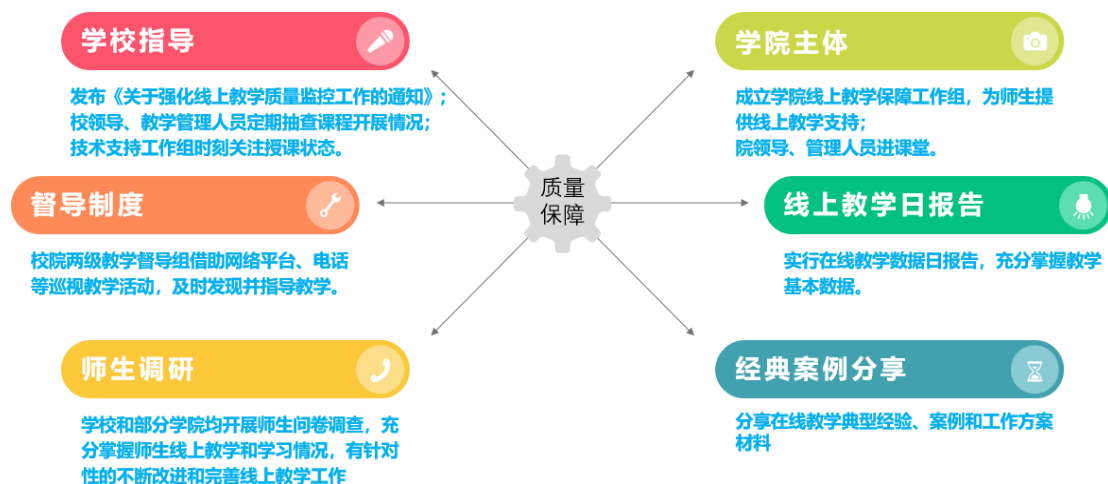 学校指导
发布《关于强化线上教学质量监控工作的通知》；
校领导、教学管理人员定期抽查课程开展情况；
技术支持工作组时刻关注授课状态。
学院主体
成立学院线上教学保障工作组，为师生提
供线上教学支持；
院领导、管理人员进课堂。
质量
保障
督导制度
校院两级教学督导组借助网络平台、电话
等巡视教学活动，及时发现并指导教学。
线上教学日报告
实行在线教学数据日报告，充分掌握教学
基本数据。
师生调研
学校和部分学院均开展师生问卷调查，充
分掌握师生线上教学和学习情况，有针对
性的不断改进和完善线上教学工作
经典案例分享
分享在线教学典型经验、案例和工作方案
材料